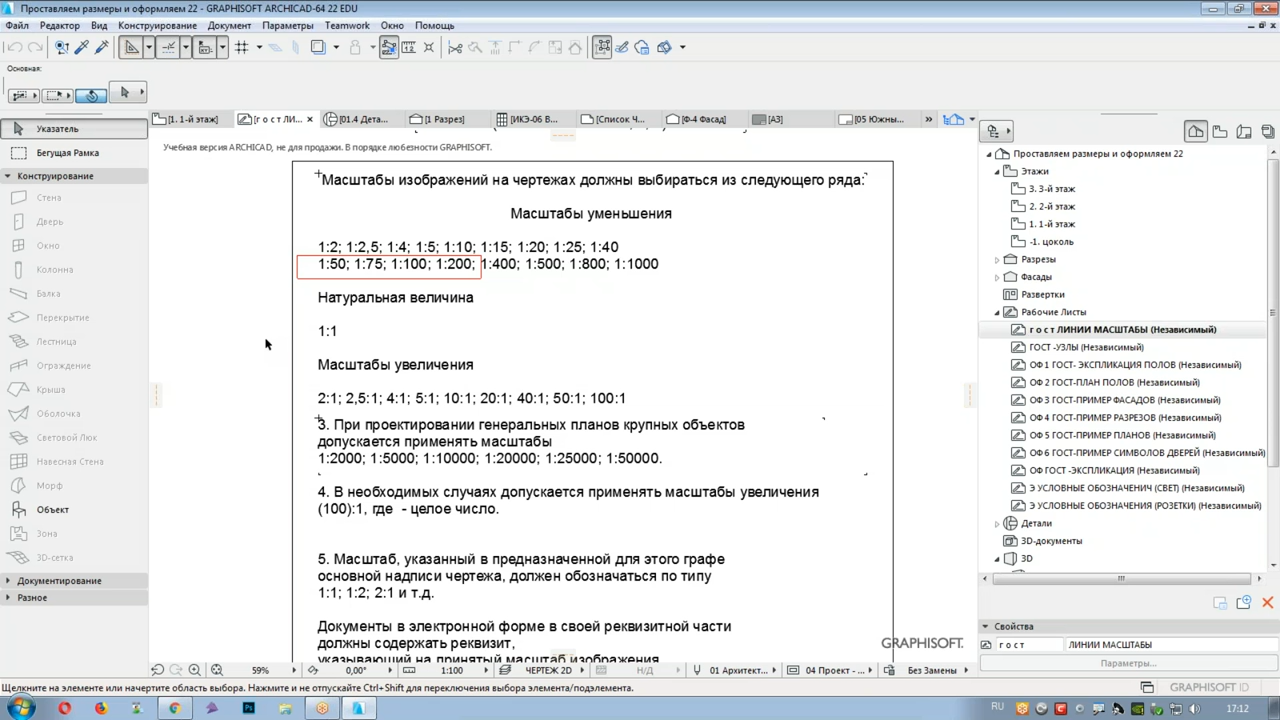 Проставляем размеры и оформляем 22 - GRAPHISOFT ARCHICAD-64 22 EDU
Файл Редактор Вид Конструирование Документ Параметры Teamwork Окно Помощь
Основная:
[1. 1-й этаж]
[г о с т ЛИ...
[01.4 Дета...
[1 Разрез]
[ИКЭ-06 В...
[Список Ч...
[Ф-4 Фасад]
[А3]
[05 Южны...
Указатель
Бегущая Рамка
Конструирование
Стена
Дверь
Окно
Колонна
Балка
Перекрытие
Лестница
Ограждение
Крыша
Оболочка
Световой Люк
Навесная Стена
Морф
Объект
Зона
3D-сетка
Документирование
Разное
Учебная версия ARCHICAD, не для продажи. В порядке любезности GRAPHISOFT.
Масштабы изображений на чертежах должны выбираться из следующего ряда:
Масштабы уменьшения
1:2; 1:2,5; 1:4; 1:5; 1:10; 1:15; 1:20; 1:25; 1:40
1:50; 1:75; 1:100; 1:200; 1:400; 1:500; 1:800; 1:1000
Натуральная величина
1:1
Масштабы увеличения
2:1; 2,5:1; 4:1; 5:1; 10:1; 20:1; 40:1; 50:1; 100:1
3. При проектировании генеральных планов крупных объектов
допускается применять масштабы
1:2000; 1:5000; 1:10000; 1:20000; 1:25000; 1:50000.
4. В необходимых случаях допускается применять масштабы увеличения
(100):1, где - целое число.
5. Масштаб, указанный в предназначенной для этого графе
основной надписи чертежа, должен обозначаться по типу
1:1; 1:2; 2:1 и т.д.
Документы в электронной форме в своей реквизитной части
должны содержать реквизит,
указывающий на принятый масштаб изображения
GRAPHISOFT.
Проставляем размеры и оформляем 22
Этажи
3. 3-й этаж
2. 2-й этаж
1. 1-й этаж
-1. цоколь
Разрезы
Фасады
Развертки
Рабочие Листы
г о с т ЛИНИИ МАСШТАБЫ (Независимый)
ГОСТ -УЗЛЫ (Независимый)
ОФ 1 ГОСТ- ЭКСПЛИКАЦИЯ ПОЛОВ (Независимый)
ОФ 2 ГОСТ-ПЛАН ПОЛОВ (Независимый)
ОФ 3 ГОСТ-ПРИМЕР ФАСАДОВ (Независимый)
ОФ 4 ГОСТ-ПРИМЕР РАЗРЕЗОВ (Независимый)
ОФ 5 ГОСТ-ПРИМЕР ПЛАНОВ (Независимый)
ОФ 6 ГОСТ-ПРИМЕР СИМВОЛОВ ДВЕРЕЙ (Независимый)
ОФ ГОСТ -ЭКСПЛИКАЦИЯ (Независимый)
Э УСЛОВНЫЕ ОБОЗНАЧЕНИЧ (СВЕТ) (Независимый)
Э УСЛОВНЫЕ ОБОЗНАЧЕНИЯ (РОЗЕТКИ) (Независимый)
Детали
3D-документы
3D
Свойства
г о с т ЛИНИИ МАСШТАБЫ
Параметры...
59% 0,00° 1:100 ЧЕРТЕЖ 2D Н/Д 01 Архитект... 04 Проект - ... Без Замены
Щелкните на элементе или начертите область выбора. Нажмите и не отпускайте Ctrl+Shift для переключения выбора элемента/подэлемента.
GRAPHISOFT ID
RU 17:12